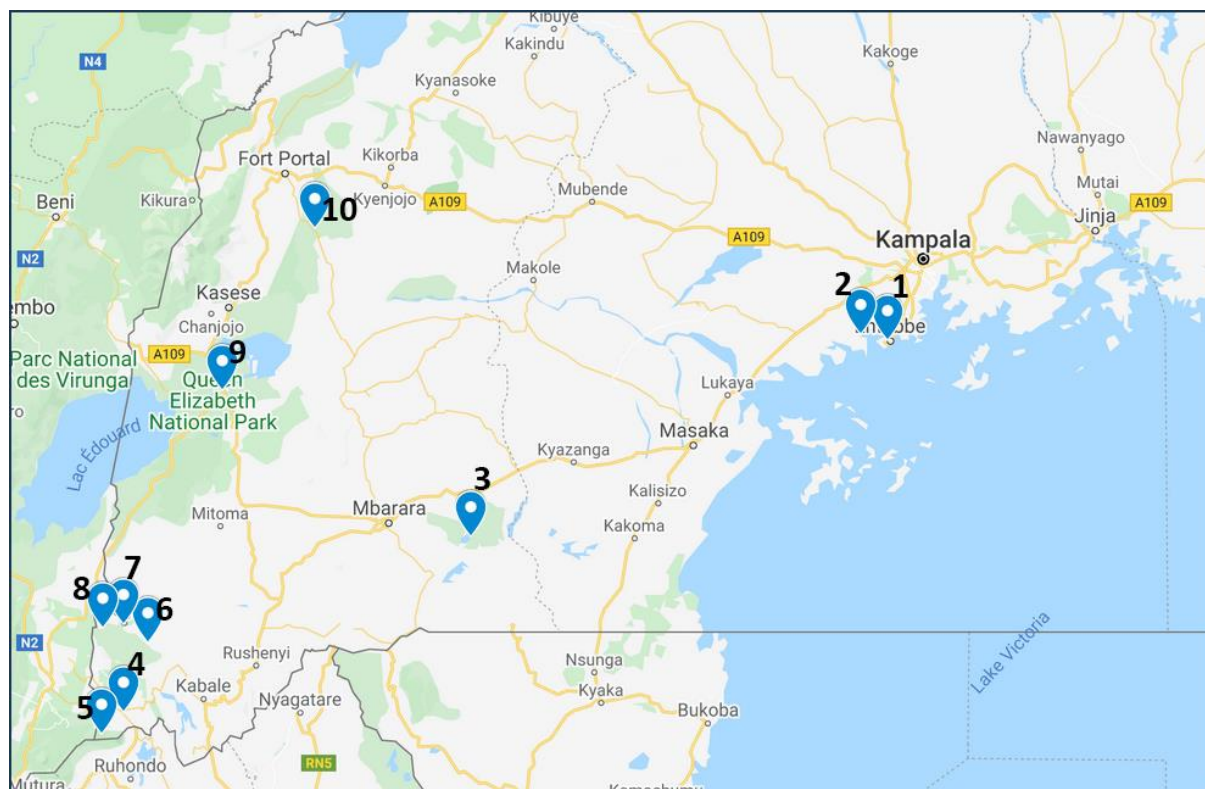 Kibuye
Kakindu
Kakoge
N4
Kyanasoke
Nawanyago
Fort Portal
Kikorba
Mutai
Beni
Kikura
10
Kyenjojo
A109
Mubende
Jinja
A109
N2
A109
Kampala
Makole
2
1
Kasese
embo
Chanjojo
Parc National
des Virunga
A109
9
Queen
Elizabeth
National Park
Lukaya
Lac Édouard
Masaka
Kyazanga
3
Kalisizo
Mbarara
Mitoma
Kakoma
7
8
6
N2
Lake Victoria
Rushenyi
4
Nsunga
Kabale
Nyagatare
Kyaka
5
Bukoba
RN5
Ruhondo
Mutura